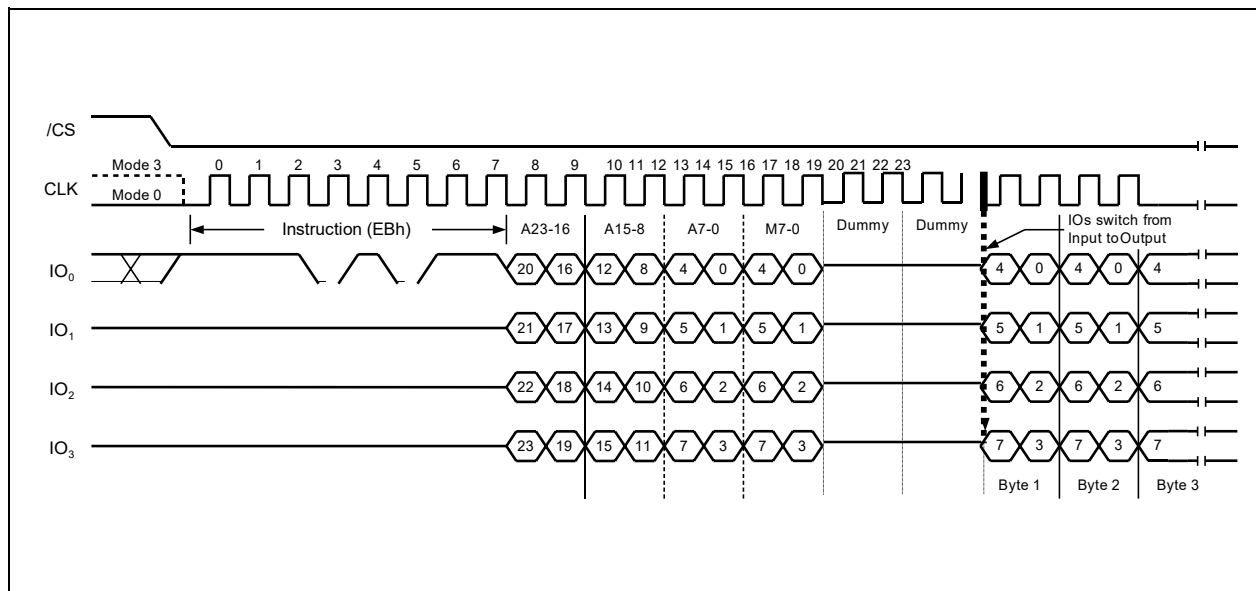 /CS
Mode 3
0 1 2 3 4 5 6 7 8 9 10 11 12 13 14 15 16 17 18 19 20 21 22 23
CLK
Mode 0
Instruction (EBh) A23-16 A15-8 A7-0 M7-0 Dummy Dummy
IOs switch from
Input to Output
IO0 20 16 12 8 4 0 4 0 4 0 4 0 4
IO1 21 17 13 9 5 1 5 1 5 1 5 1 5
IO2 22 18 14 10 6 2 6 2 6 2 6 2 6
IO3 23 19 15 11 7 3 7 3 7 3 7 3 7
Byte 1 Byte 2 Byte 3